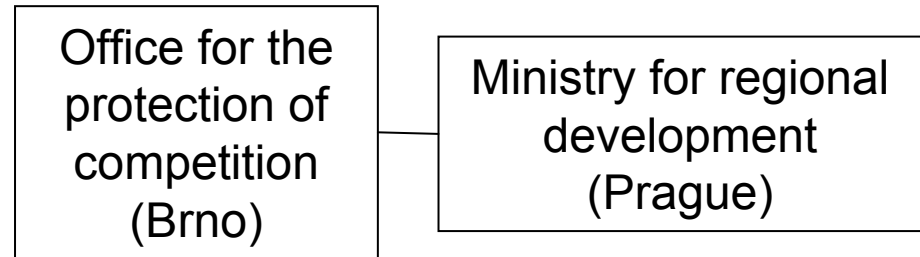 Office for the
protection of
competition
(Brno)
Ministry for regional
development
(Prague)